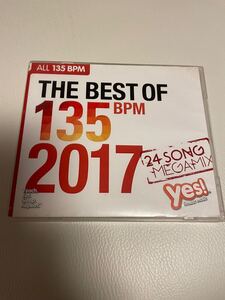 ALL 135 BPM
THE BEST OF
135 BPM
2017
24 SONG
MEGAMIX
yes!